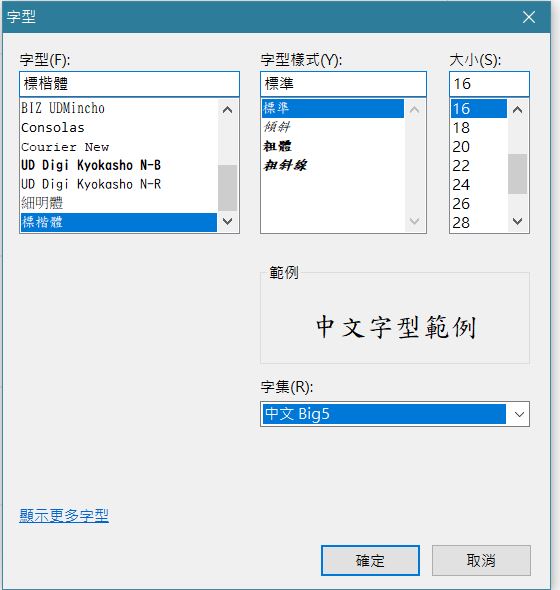 字型
字型(F):
標楷體
BIZ UDMincho
Consolas
Courier New
UD Digi Kyokasho N-B
UD Digi Kyokasho N-R
細明體
標楷體
字型樣式(Y):
標準
標準
傾斜
粗體
粗斜線
大小(S):
16
16
18
20
22
24
26
28
範例
中文字型範例
字集(R):
中文 Big5
顯示更多字型
確定
取消